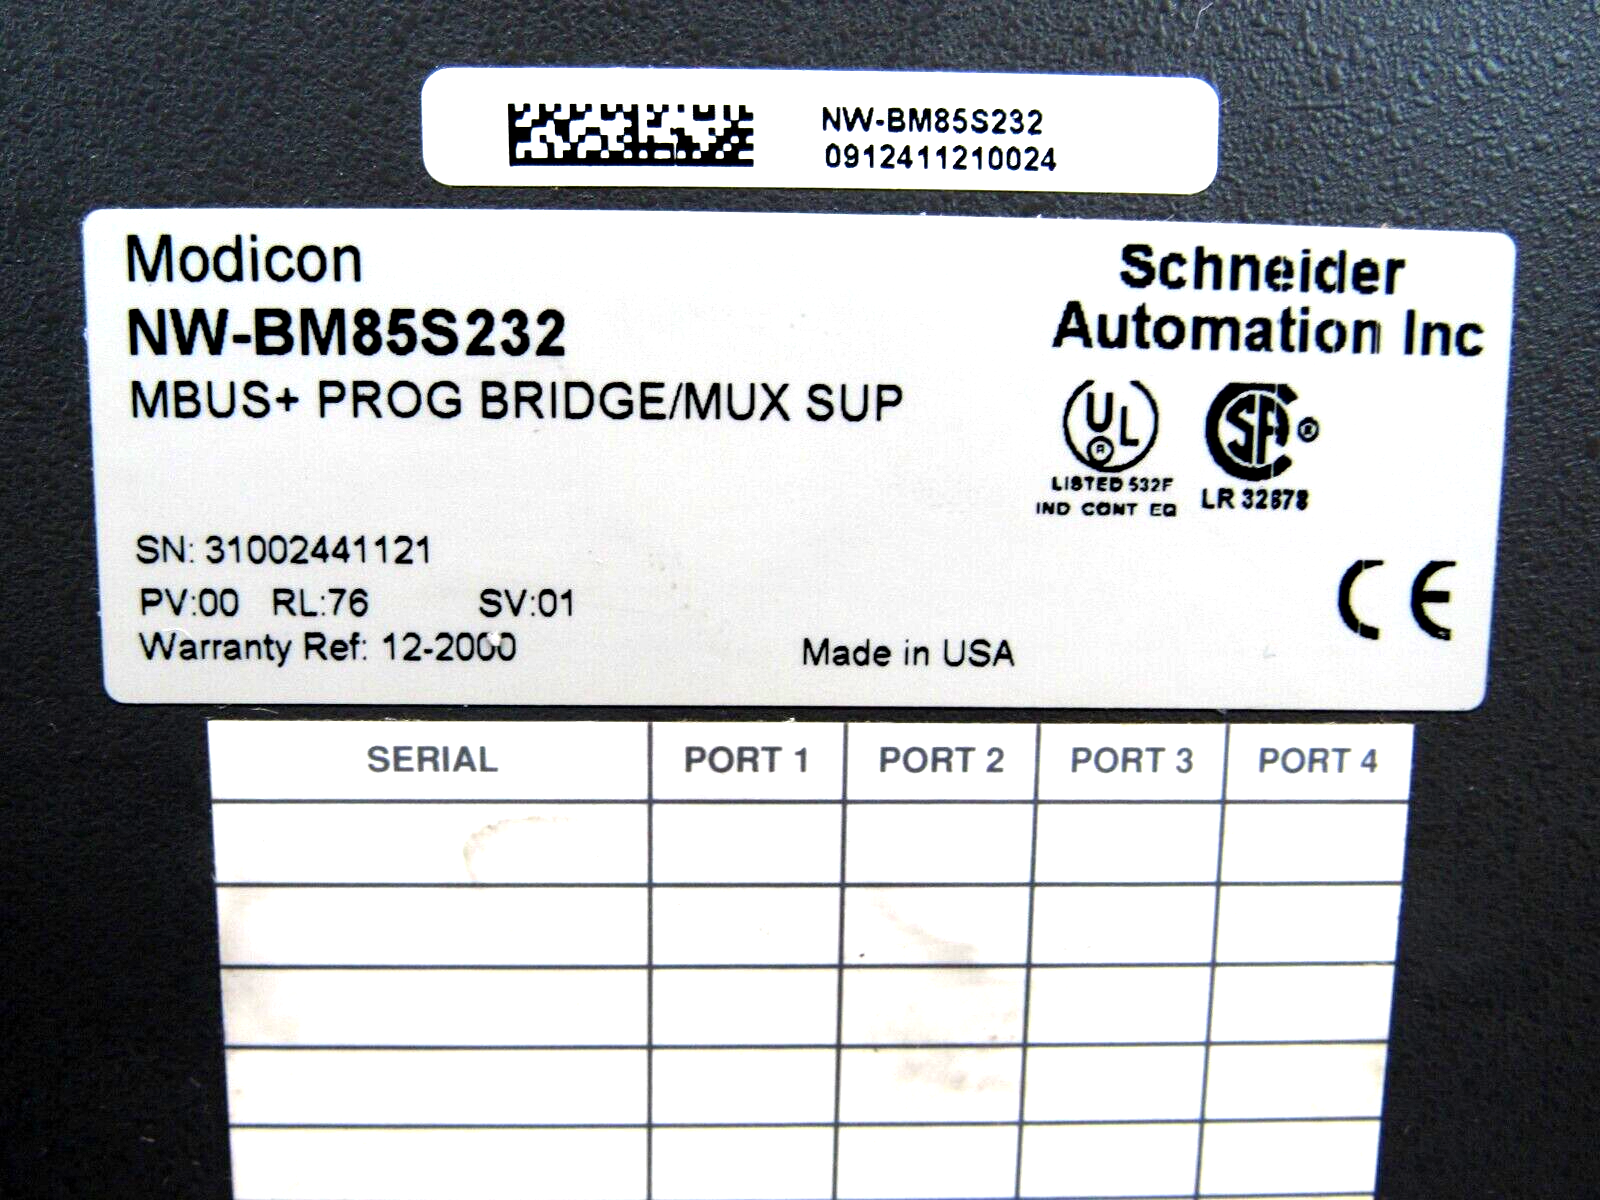 NW-BM85S232
0912411210024
Modicon
NW-BM85S232
MBUS+ PROG BRIDGE/MUX SUP
Schneider
Automation Inc
UL
R
LISTED 532F
IND CONT EQ
SA ®
LR 32678
SN: 31002441121
PV:00 RL:76 SV:01
Warranty Ref: 12-2000
Made in USA
CE
SERIAL PORT 1 PORT 2 PORT 3 PORT 4